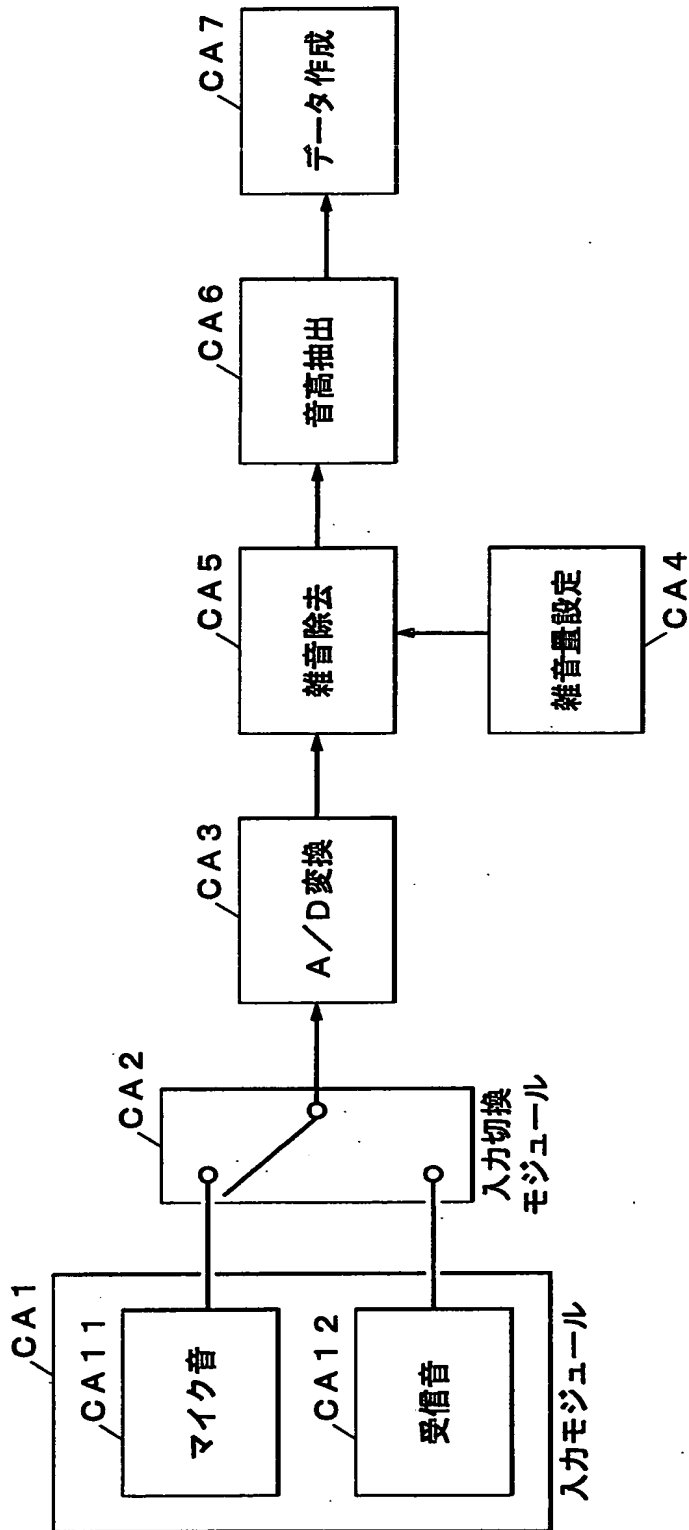 CA1
CA11
マイク音
CA12
受信音
入力モジュール
CA2
入力切換
モジュール
CA3
A/D変換
CA5
雑音除去
雑音量設定
CA4
CA6
音高抽出
CA7
データ作成